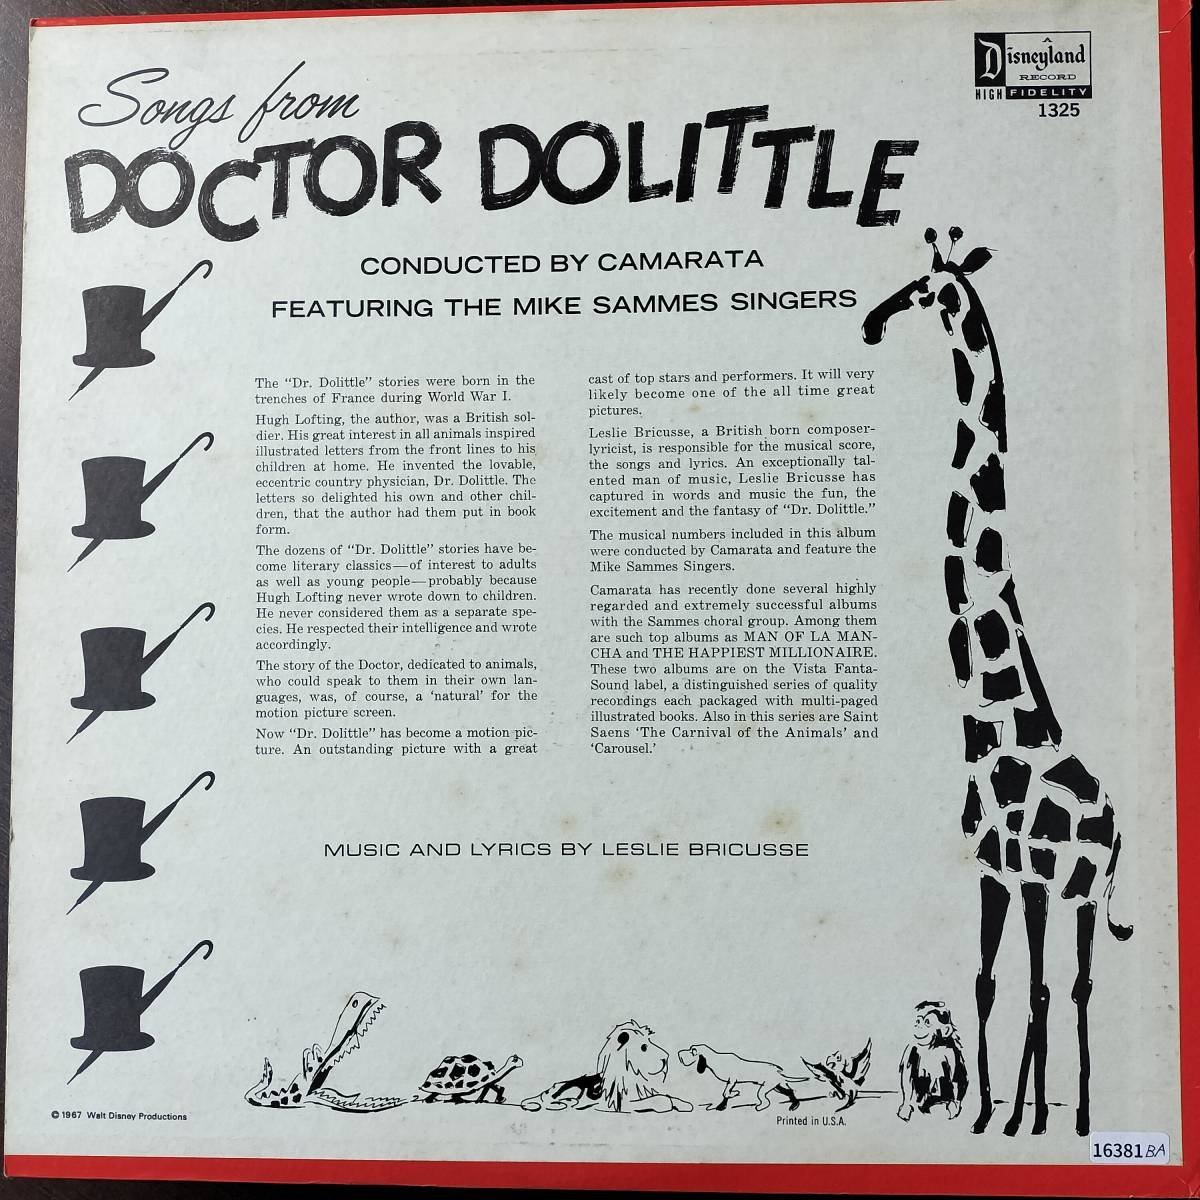 A
Disneyland
RECORD
HIGH FIDELITY
1325
Songs from
DOCTOR DOLITTLE
CONDUCTED BY CAMARATA
FEATURING THE MIKE SAMMES SINGERS
The "Dr. Dolittle" stories were born in the
trenches of France during World War I.
Hugh Lofting, the author, was a British sol-
dier. His great interest in all animals inspired
illustrated letters from the front lines to his
children at home. He invented the lovable,
eccentric country physician, Dr. Dolittle. The
letters so delighted his own and other chil-
dren, that the author had them put in book
form.
The dozens of "Dr. Dolittle" stories have be-
come literary classics—of interest to adults
as well as young people—probably because
Hugh Lofting never wrote down to children.
He never considered them as a separate spe-
cies. He respected their intelligence and wrote
accordingly.
The story of the Doctor, dedicated to animals,
who could speak to them in their own lan-
guages, was, of course, a 'natural' for the
motion picture screen.
Now "Dr. Dolittle" has become a motion pic-
ture. An outstanding picture with a great
cast of top stars and performers. It will very
likely become one of the all time great
pictures.
Leslie Bricusse, a British born composer-
lyricist, is responsible for the musical score,
the songs and lyrics. An exceptionally tal-
ented man of music, Leslie Bricusse has
captured in words and music the fun, the
excitement and the fantasy of "Dr. Dolittle."
The musical numbers included in this album
were conducted by Camarata and feature the
Mike Sammes Singers.
Camarata has recently done several highly
regarded and extremely successful albums
with the Sammes choral group. Among them
are such top albums as MAN OF LA MAN-
CHA and THE HAPPIEST MILLIONAIRE.
These two albums are on the Vista Fanta-
Sound label, a distinguished series of quality
recordings each packaged with multi-paged
illustrated books. Also in this series are Saint
Saens 'The Carnival of the Animals' and
'Carousel.'
MUSIC AND LYRICS BY LESLIE BRICUSSE
© 1967 Walt Disney Productions
Printed in U.S.A.
16381BA